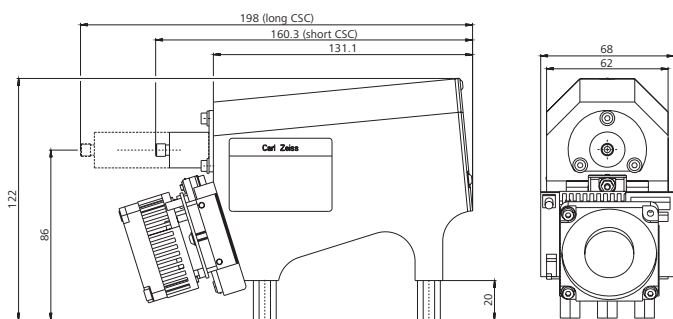 198 (long CSC)
160.3 (short CSC)
131.1
68
62
Carl Zeiss
122
86
20